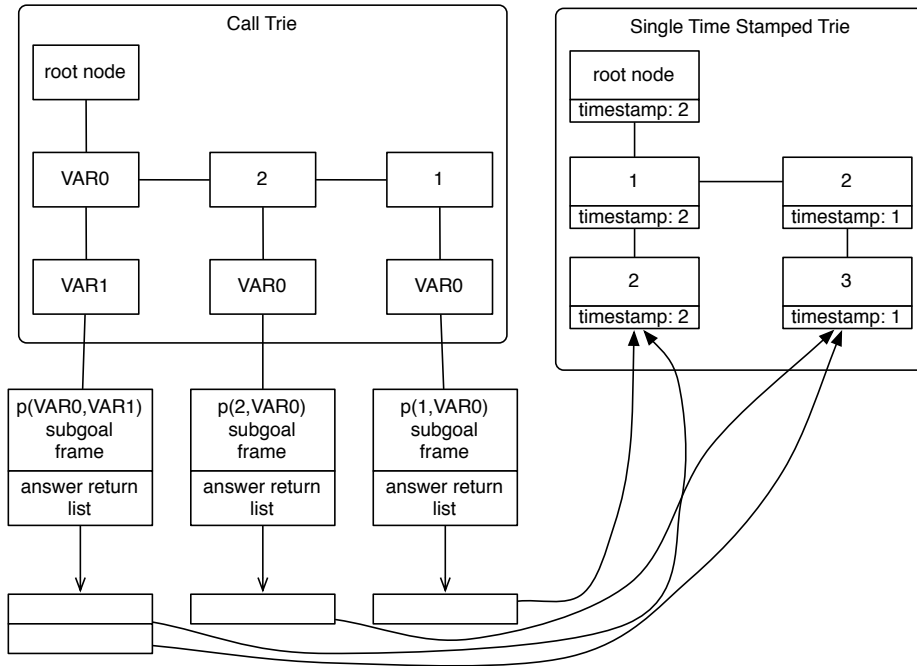 Call Trie
root node
VAR0
2
1
VAR1
VAR0
VAR0
p(VAR0,VAR1)
subgoal
frame
answer return
list
p(2,VAR0)
subgoal
frame
answer return
list
p(1,VAR0)
subgoal
frame
answer return
list
Single Time Stamped Trie
root node
timestamp: 2
1
timestamp: 2
2
timestamp: 1
2
timestamp: 2
3
timestamp: 1